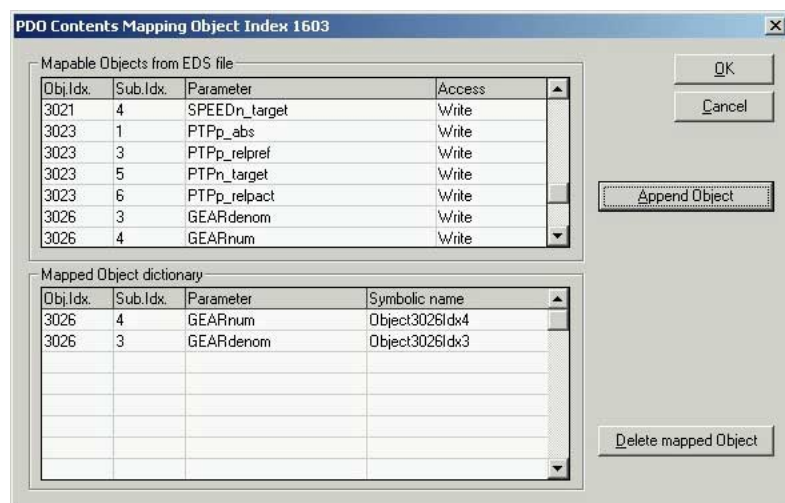 PDO Contents Mapping Object Index 1603
Mapable Objects from EDS file
Obj.Idx. Sub.Idx. Parameter Access
3021 4 SPEEDn_target Write
3023 1 PTPp_abs Write
3023 3 PTPp_relpref Write
3023 5 PTPn_target Write
3023 6 PTPp_relpact Write
3026 3 GEARdenom Write
3026 4 GEARnum Write
OK
Cancel
Append Object
Mapped Object dictionary
Obj.Idx. Sub.Idx. Parameter Symbolic name
3026 4 GEARnum Object3026Idx4
3026 3 GEARdenom Object3026Idx3
Delete mapped Object